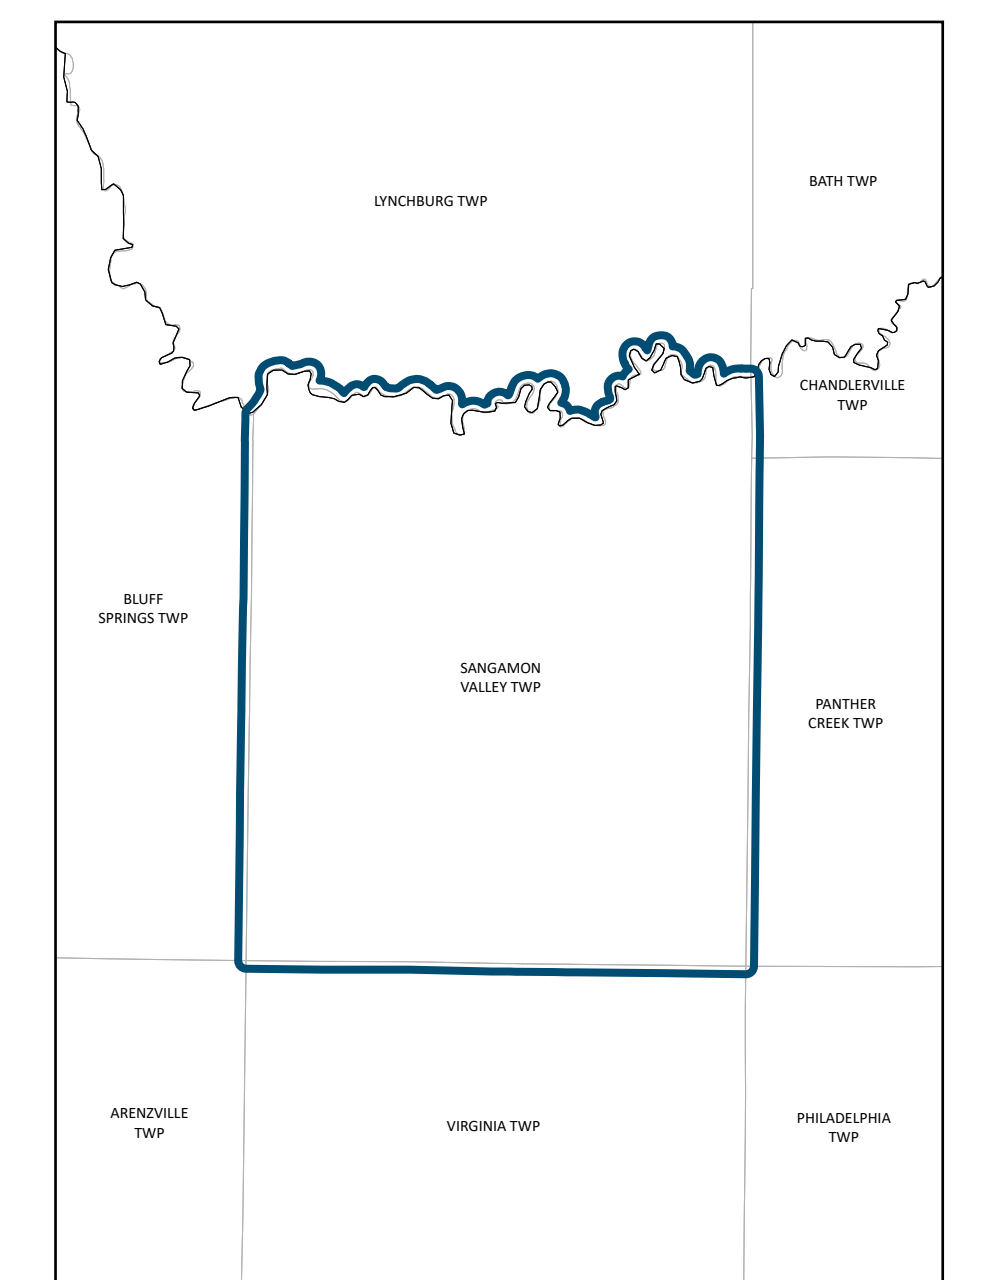 BATH TWP
LYNCHBURG TWP
CHANDLERVILLE
TWP
BLUFF
SPRINGS TWP
SANGAMON
VALLEY TWP
PANTHER
CREEK TWP
ARENZVILLE
TWP
VIRGINIA TWP
PHILADELPHIA
TWP